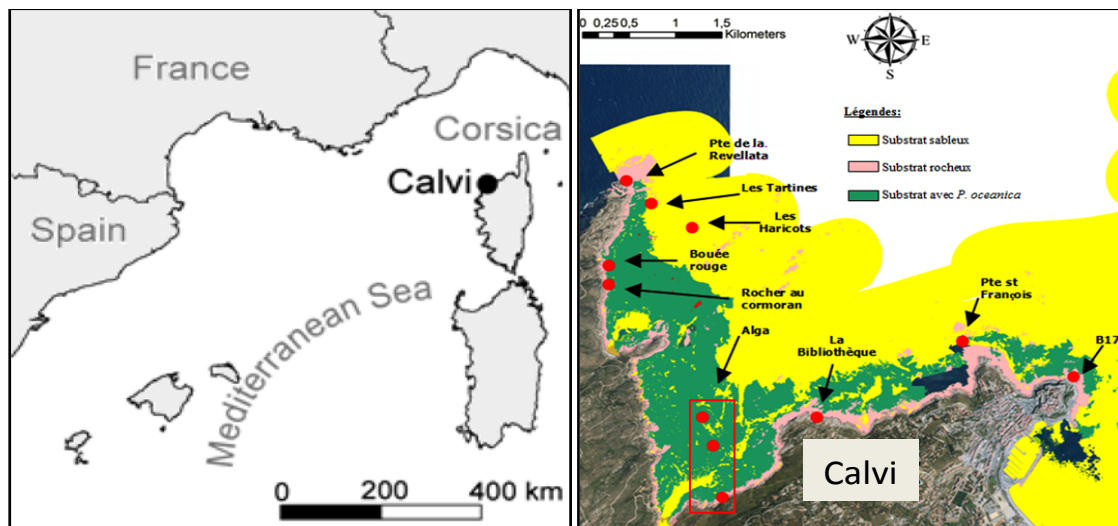 France
Corsica
Calvi
Spain
Mediterranean Sea
0 200 400 km
0 0,25 0,5 1 1,5
Kilometers
N
W E
S
Légendes:
Substrat sableux
Substrat rocheux
Substrat avec P. oceanica
Pte de la.
Revellata
Les Tartines
Les
Haricots
Bouée
rouge
Rocher au
cormoran
Alga
La
Bibliothèque
Pte st
François
B17
Calvi